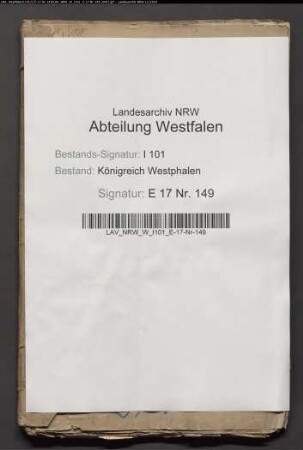 Landesarchiv NRW
Abteilung Westfalen
Bestands-Signatur: I 101
Bestand: Königreich Westphalen
Signatur: E 17 Nr. 149
LAV_NRW_W_I101_E-17-Nr-149